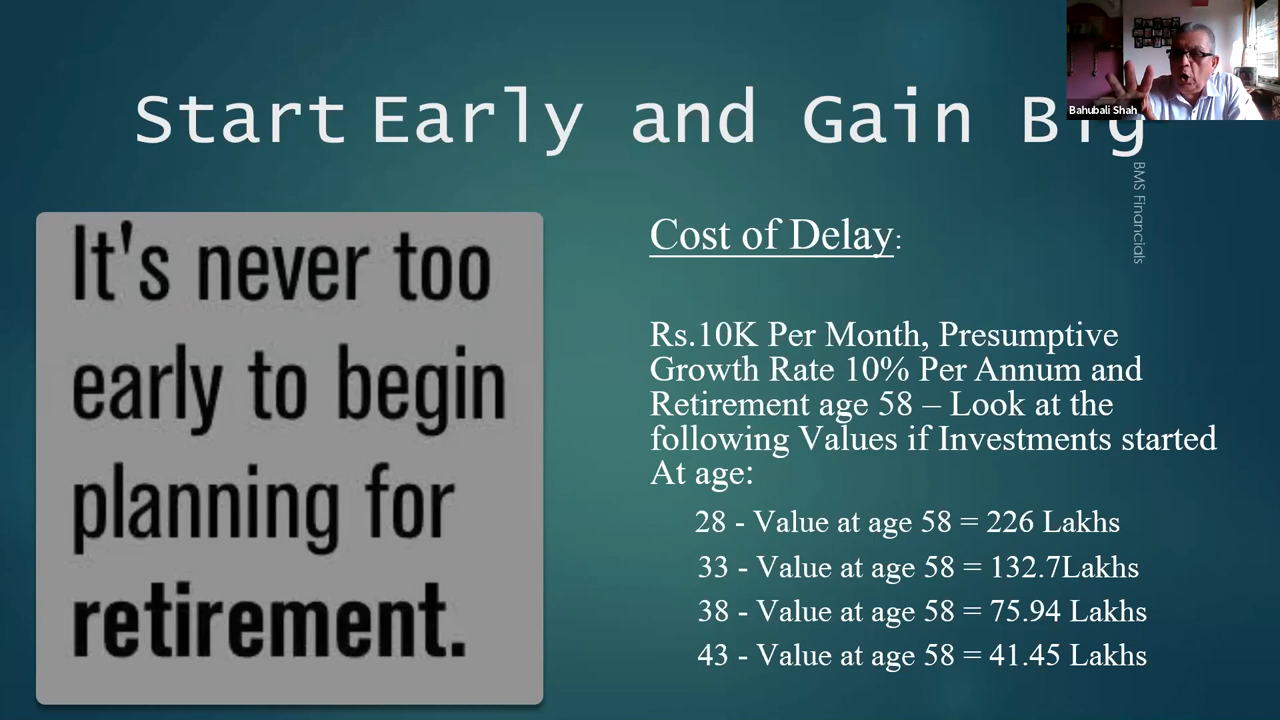 Start Early and Gain Big
Bahubali Shah
BMS Financials
It's never too
early to begin
planning for
retirement.
Cost of Delay:
Rs.10K Per Month, Presumptive
Growth Rate 10% Per Annum and
Retirement age 58 – Look at the
following Values if Investments started
At age:
28 - Value at age 58 = 226 Lakhs
33 - Value at age 58 = 132.7Lakhs
38 - Value at age 58 = 75.94 Lakhs
43 - Value at age 58 = 41.45 Lakhs